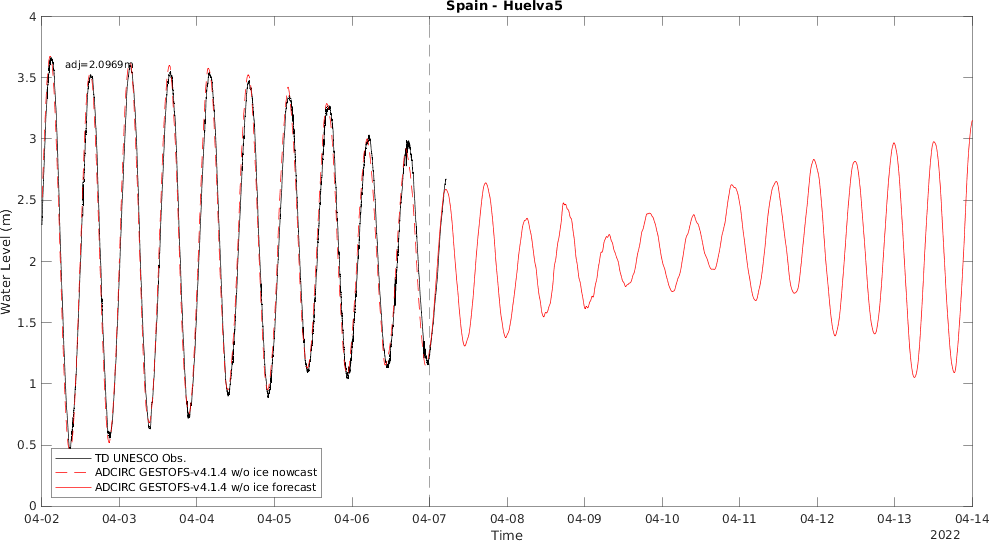 Spain - Huelva5
adj=2.0969m
Water Level (m)
4
3.5
3
2.5
2
1.5
1
0.5
0
TD UNESCO Obs.
ADCIRC GESTOFS-v4.1.4 w/o ice nowcast
ADCIRC GESTOFS-v4.1.4 w/o ice forecast
04-02 04-03 04-04 04-05 04-06 04-07 04-08 04-09 04-10 04-11 04-12 04-13 04-14
Time
2022